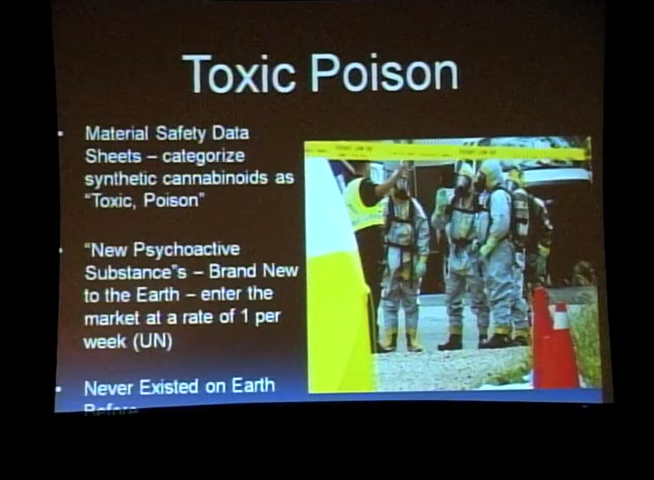 Toxic Poison
• Material Safety Data
Sheets – categorize
synthetic cannabinoids as
“Toxic, Poison”
• “New Psychoactive
Substance”s – Brand New
to the Earth – enter the
market at a rate of 1 per
week (UN)
• Never Existed on Earth
Before